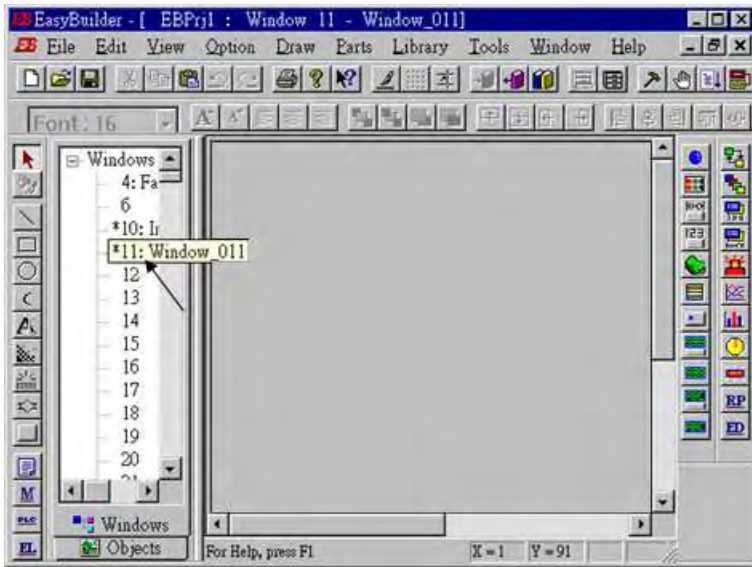 EasyBuilder - [ EBPrj1 : Window 11 - Window_011]
File Edit View Option Draw Parts Library Tools Window Help
Font: 16
Windows
4: Fa
6
*10: Ir
*11: Window_011
12
13
14
15
16
17
18
19
20
M
PLC
EL
123
RP
ED
Windows
Objects
For Help, press F1
X = 1 Y = 91